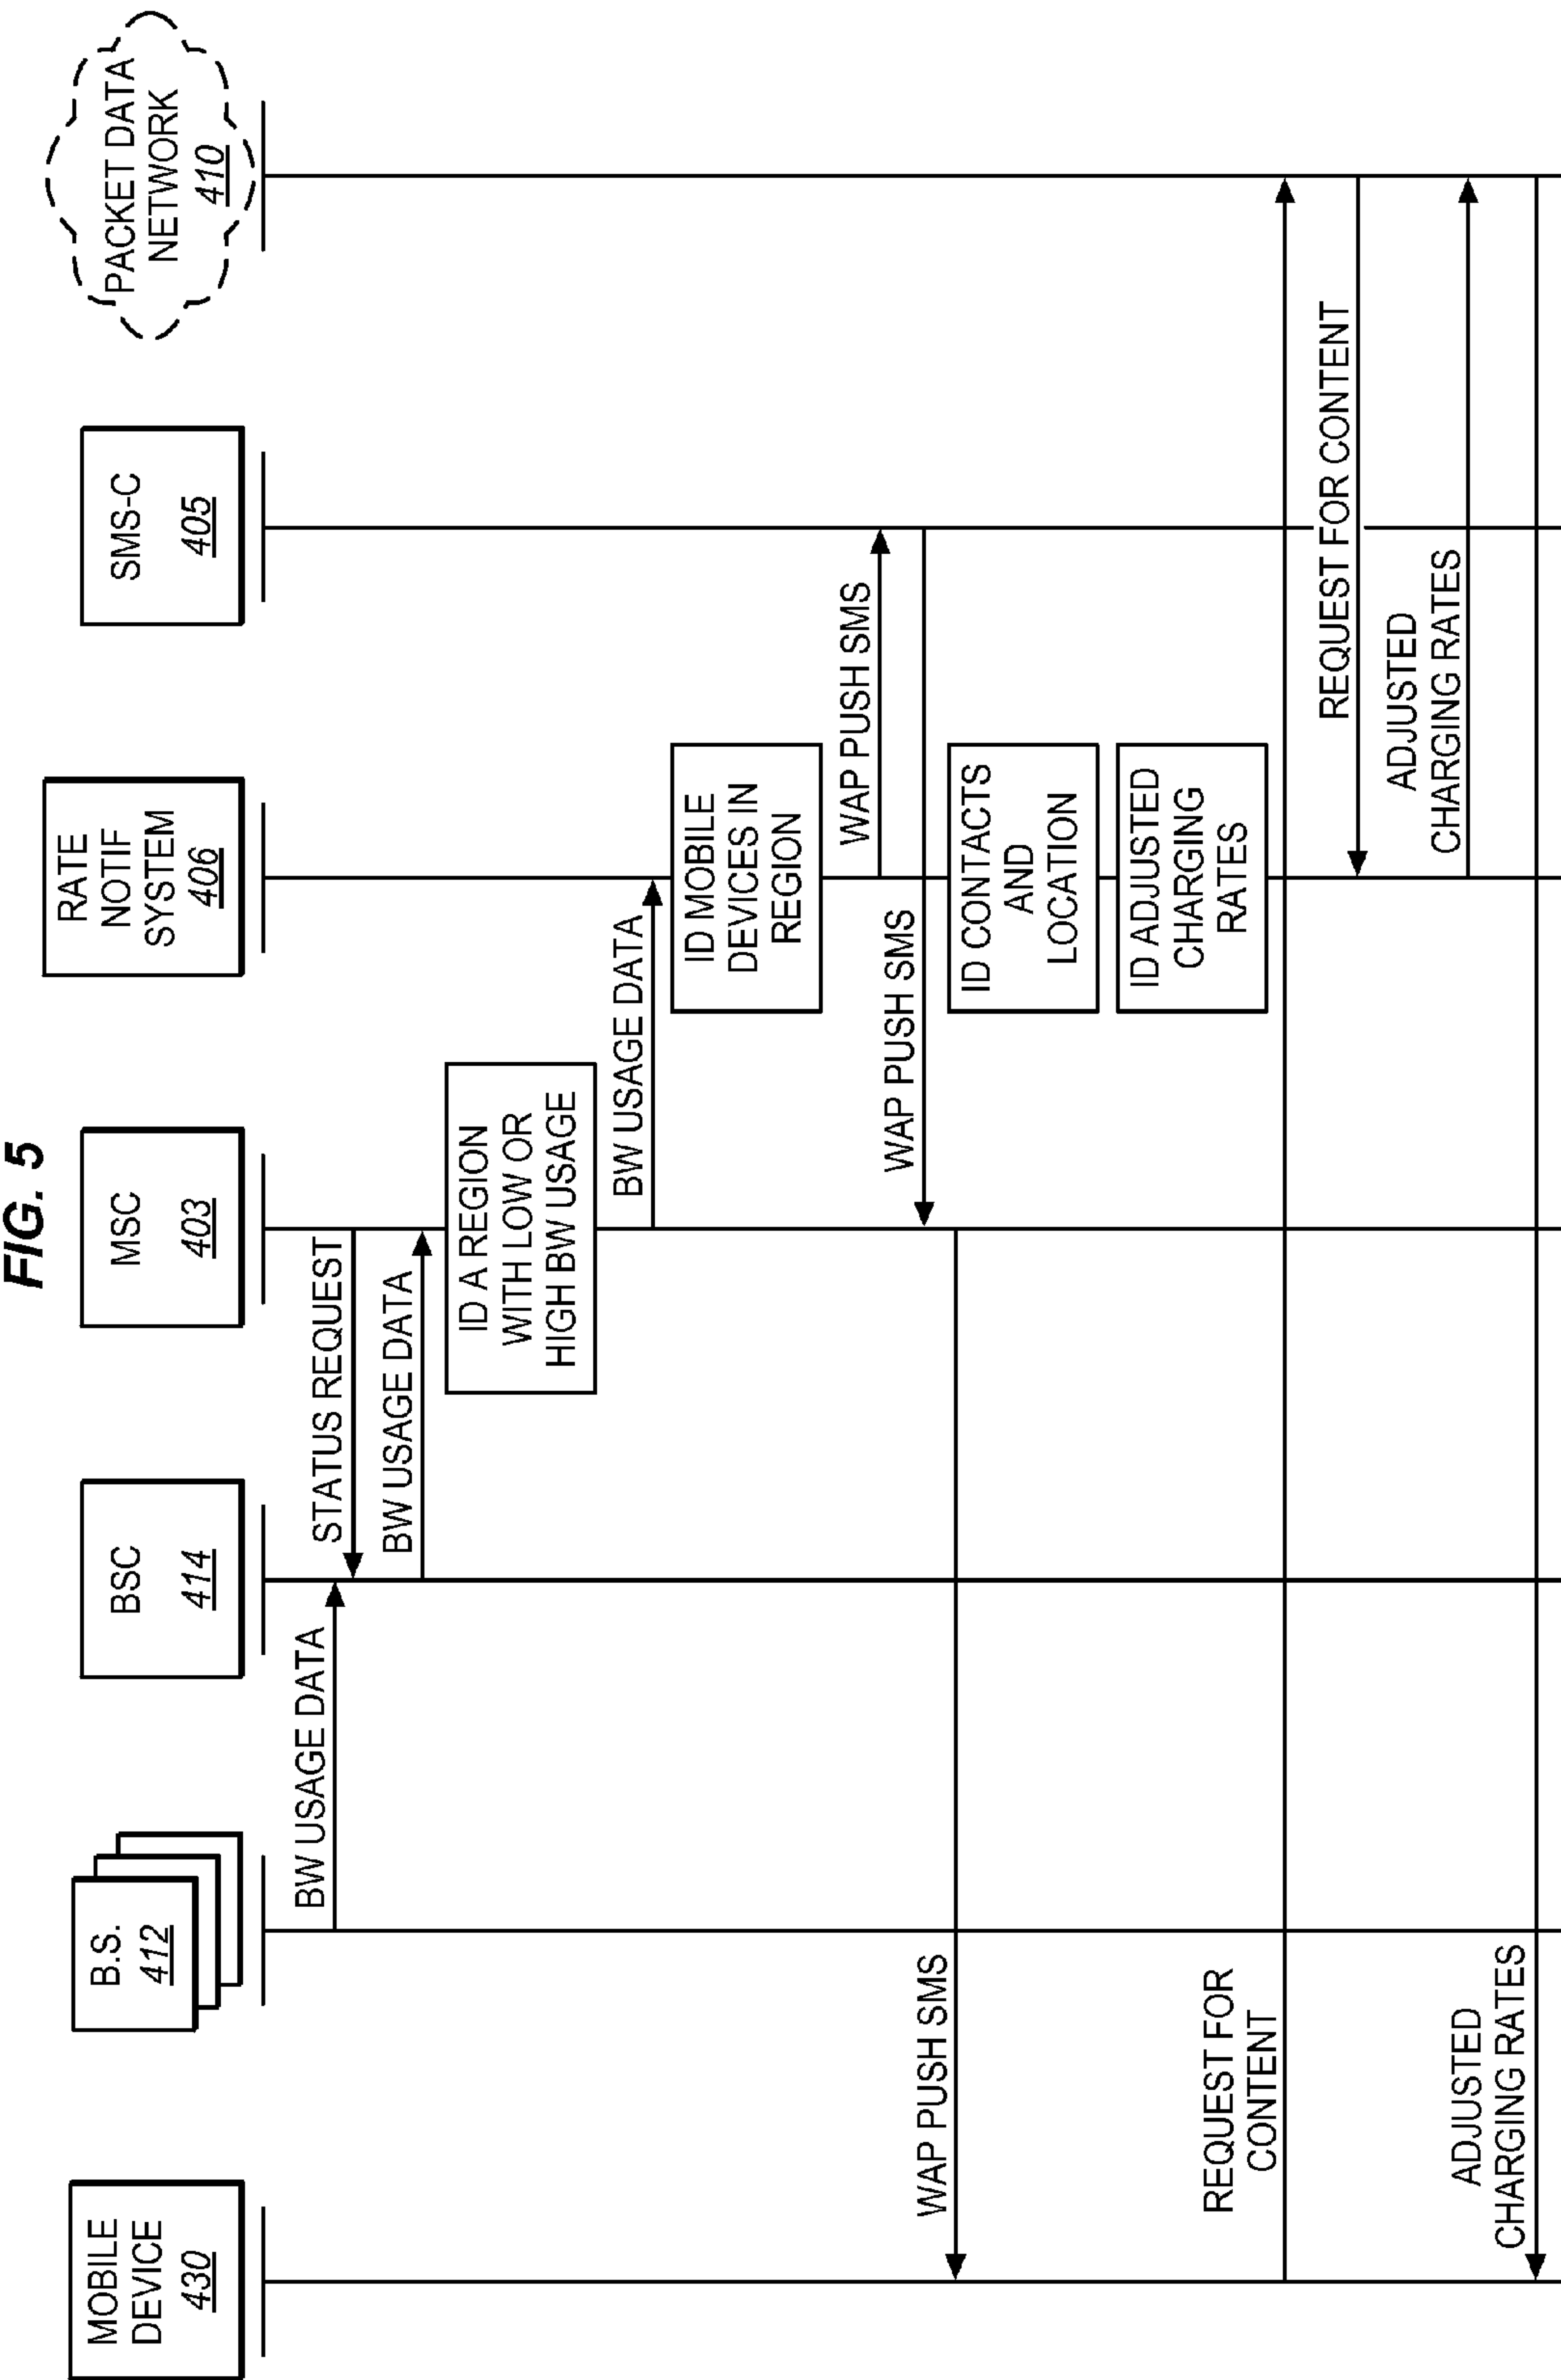 FIG. 5
MOBILE
DEVICE
430
B.S.
412
BSC
414
MSC
403
RATE
NOTIF
SYSTEM
406
SMS-C
405
PACKET DATA
NETWORK
410
BW USAGE DATA
STATUS REQUEST
BW USAGE DATA
ID A REGION
WITH LOW OR
HIGH BW USAGE
BW USAGE DATA
ID MOBILE
DEVICES IN
REGION
WAP PUSH SMS
WAP PUSH SMS
WAP PUSH SMS
ID CONTACTS
AND
LOCATION
ID ADJUSTED
CHARGING
RATES
REQUEST FOR
CONTENT
REQUEST FOR CONTENT
ADJUSTED
CHARGING RATES
ADJUSTED
CHARGING RATES